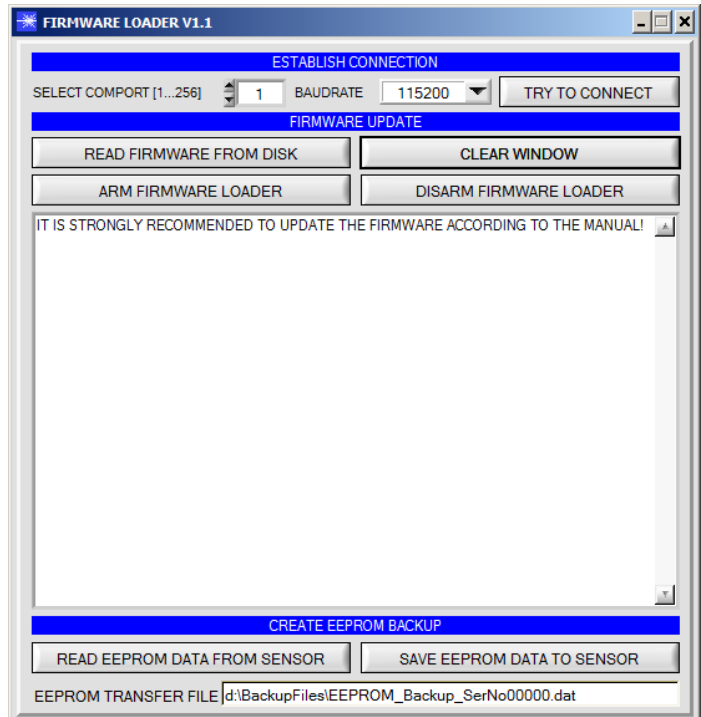 FIRMWARE LOADER V1.1
ESTABLISH CONNECTION
SELECT COMPORT [1...256] 1 BAUDRATE 115200 TRY TO CONNECT
FIRMWARE UPDATE
READ FIRMWARE FROM DISK CLEAR WINDOW
ARM FIRMWARE LOADER DISARM FIRMWARE LOADER
IT IS STRONGLY RECOMMENDED TO UPDATE THE FIRMWARE ACCORDING TO THE MANUAL!
CREATE EEPROM BACKUP
READ EEPROM DATA FROM SENSOR SAVE EEPROM DATA TO SENSOR
EEPROM TRANSFER FILE d:\BackupFiles\EEPROM_Backup_SerNo00000.dat